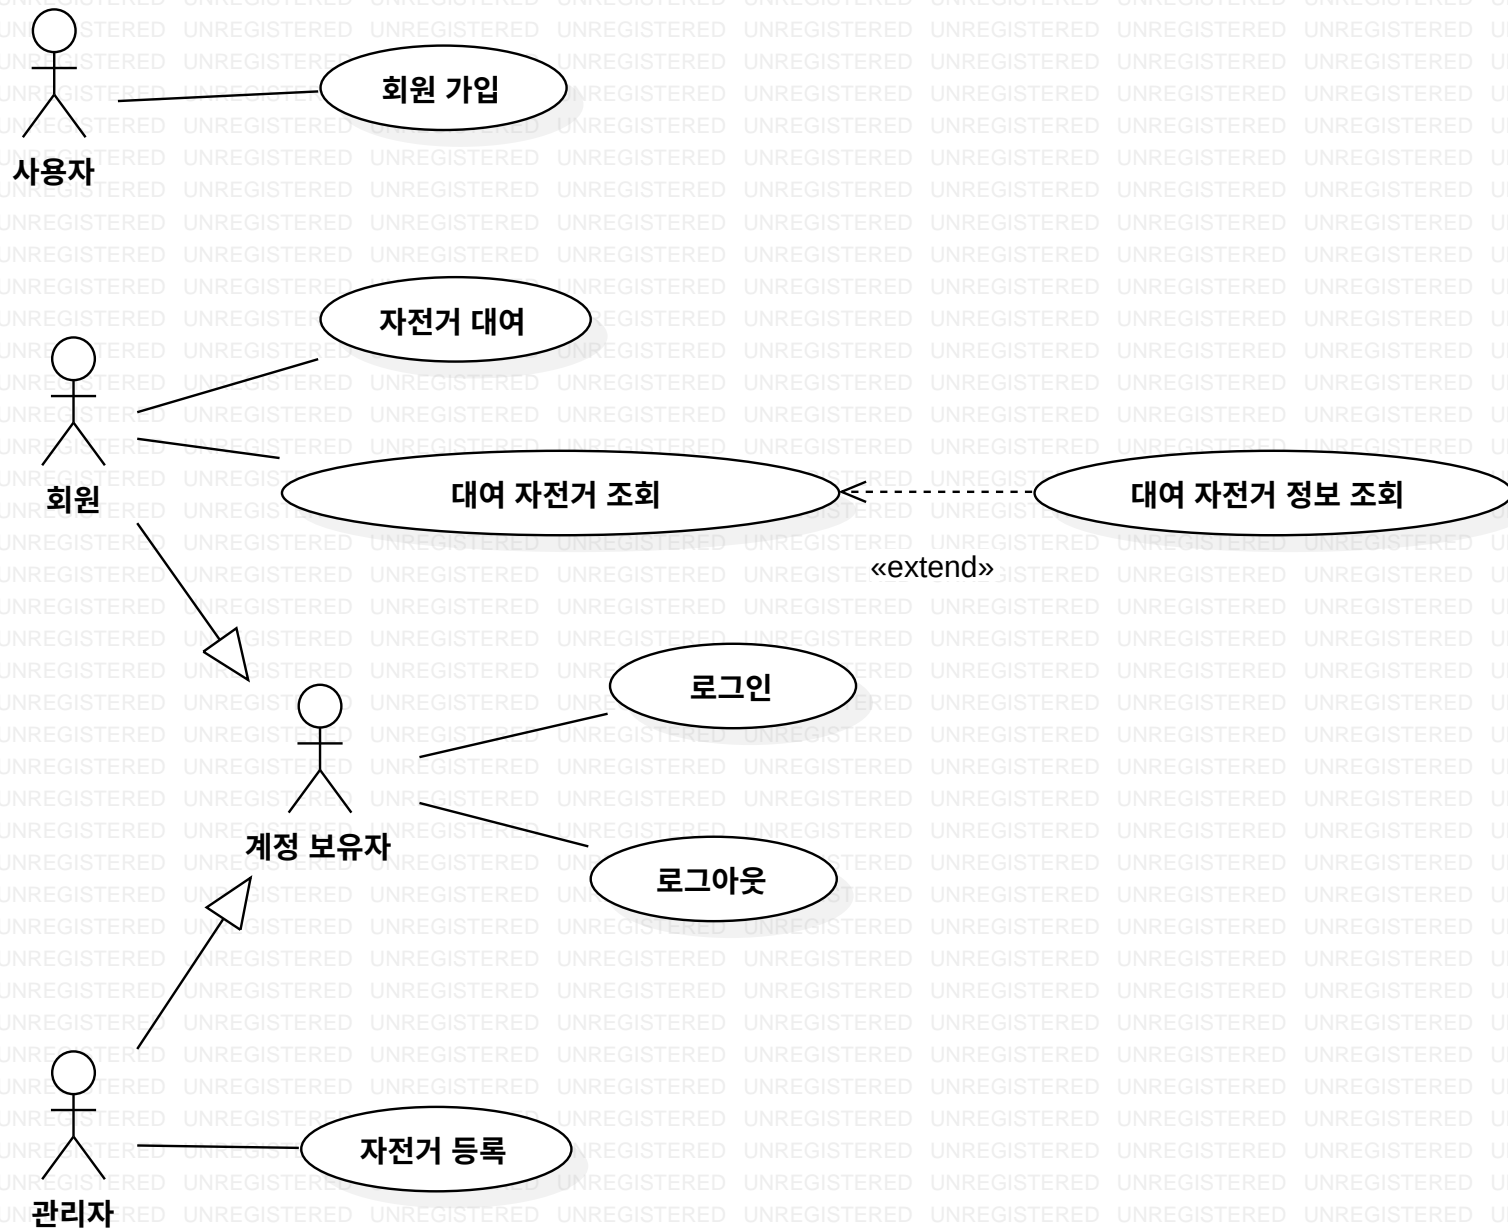 회원 가입
사용자
자전거 대여
회원
대여 자전거 조회
대여 자전거 정보 조회
«extend»
로그인
계정 보유자
로그아웃
자전거 등록
관리자
UNREGISTERED